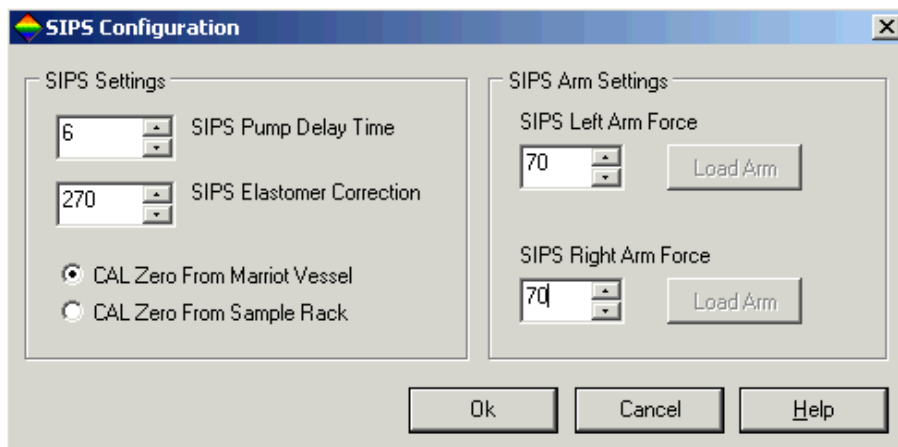 SIPS Configuration
SIPS Settings
6
SIPS Pump Delay Time
270
SIPS Elastomer Correction
CAL Zero From Marriot Vessel
CAL Zero From Sample Rack
SIPS Arm Settings
SIPS Left Arm Force
70
Load Arm
SIPS Right Arm Force
70
Load Arm
Ok
Cancel
Help